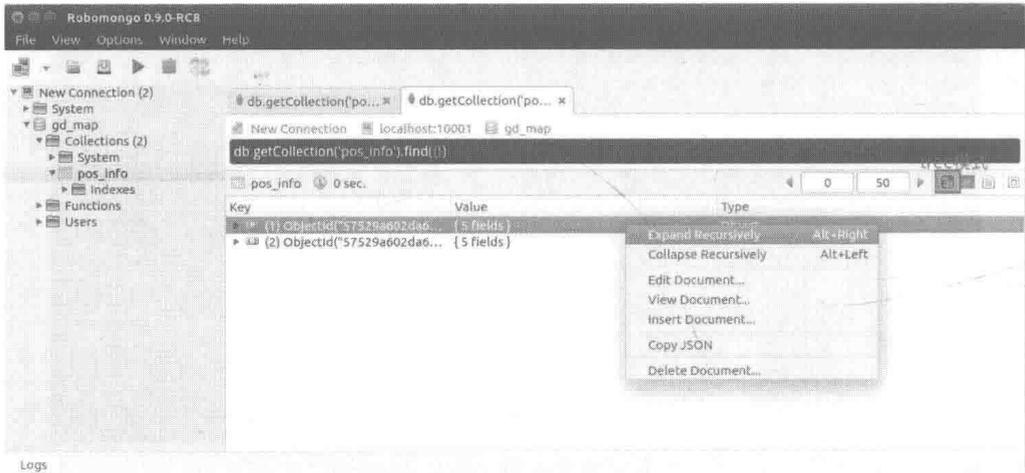 Robomongo 0.9.0-RC8
File View Options Window Help
New Connection (2)
System
gd_map
Collections (2)
System
pos_info
Indexes
Functions
Users
db.getCollection('po... × db.getCollection('po... ×
New Connection localhost:10001 gd_map
db.getCollection('pos_info').find({})
pos_info 0 sec. 0 50
Key Value Type
(1) ObjectId("57529a602da6... { 5 fields }
(2) ObjectId("57529a602da6... { 5 fields }
Expand Recursively Alt+Right
Collapse Recursively Alt+Left
Edit Document...
View Document...
Insert Document...
Copy JSON
Delete Document...
Logs